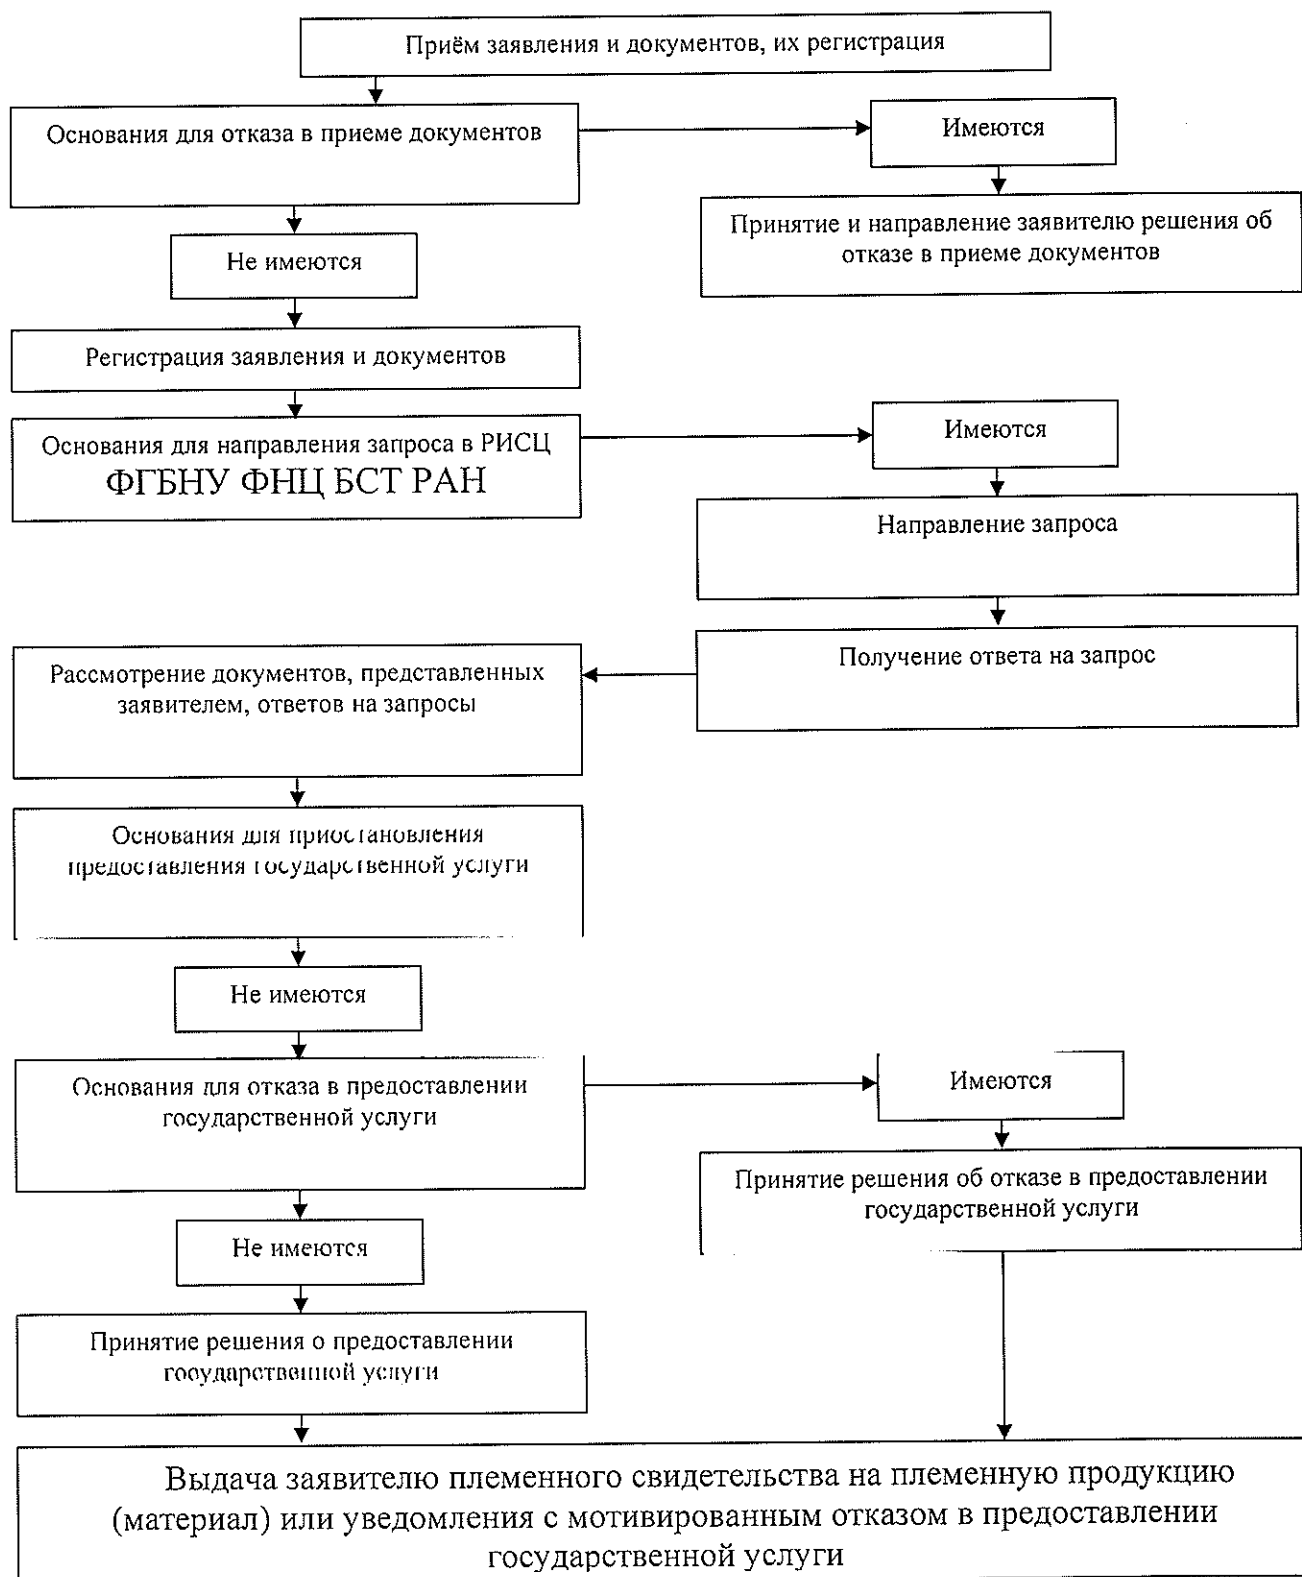 Приём заявления и документов, их регистрация
Основания для отказа в приеме документов
Имеются
Принятие и направление заявителю решения об
отказе в приеме документов
Не имеются
Регистрация заявления и документов
Основания для направления запроса в РИСЦ
ФГБНУ ФНЦ БСТ РАН
Имеются
Направление запроса
Получение ответа на запрос
Рассмотрение документов, представленных
заявителем, ответов на запросы
Основания для приостановления
предоставления государственной услуги
Не имеются
Основания для отказа в предоставлении
государственной услуги
Имеются
Принятие решения об отказе в предоставлении
государственной услуги
Не имеются
Принятие решения о предоставлении
государственной услуги
Выдача заявителю племенного свидетельства на племенную продукцию
(материал) или уведомления с мотивированным отказом в предоставлении
государственной услуги